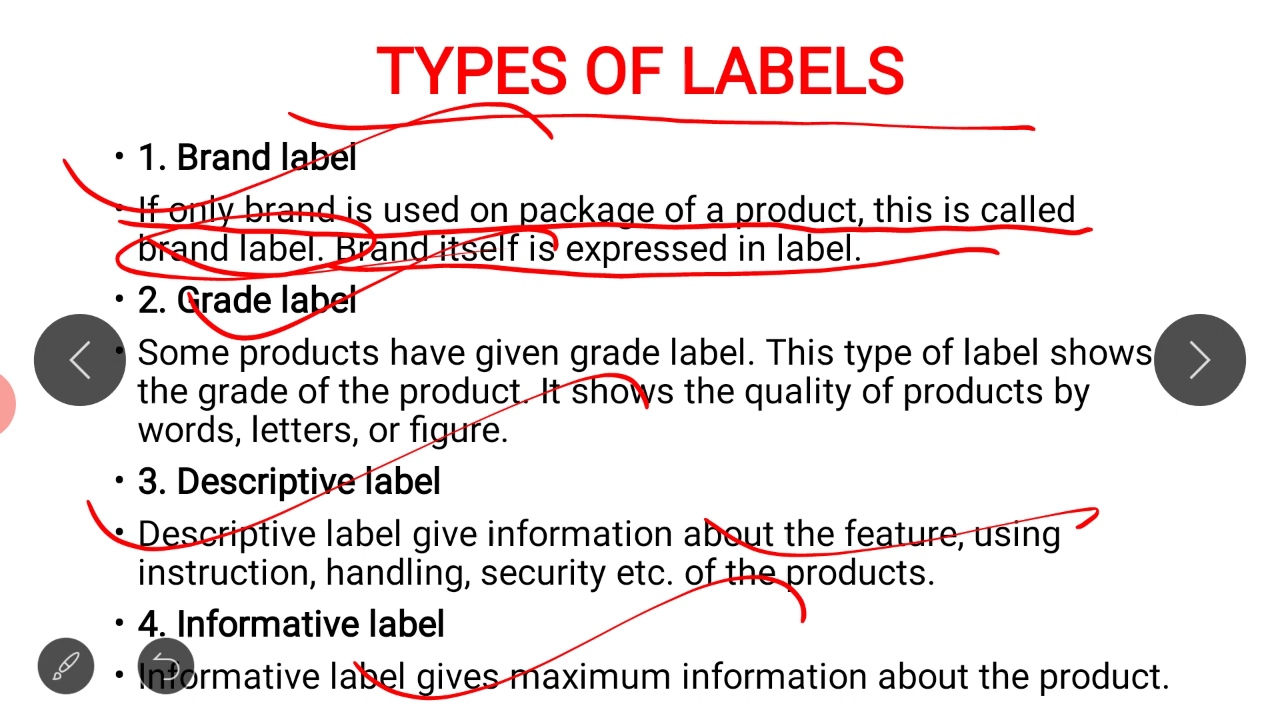 TYPES OF LABELS
• 1. Brand label
• If only brand is used on package of a product, this is called
brand label. Brand itself is expressed in label.
• 2. Grade label
• Some products have given grade label. This type of label shows
the grade of the product. It shows the quality of products by
words, letters, or figure.
• 3. Descriptive label
• Descriptive label give information about the feature, using
instruction, handling, security etc. of the products.
• 4. Informative label
• Informative label gives maximum information about the product.